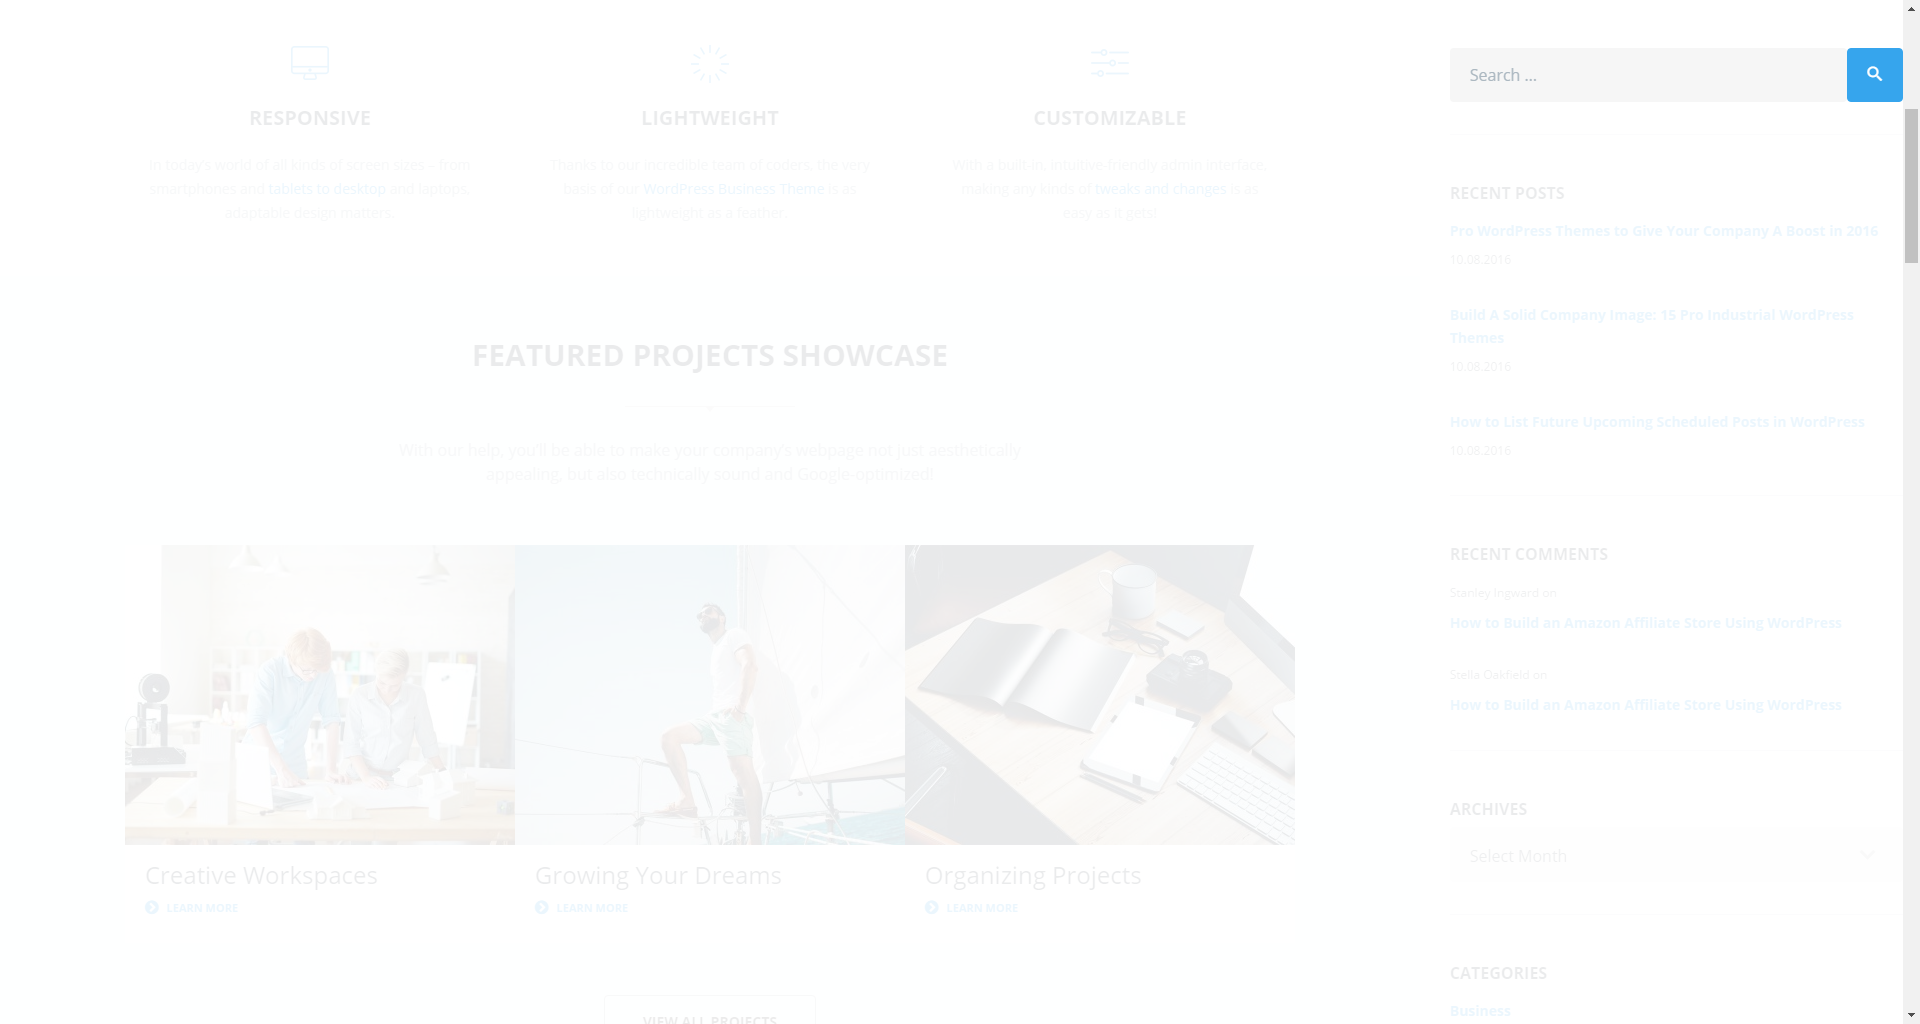 RESPONSIVE
In today's world of all kinds of screen sizes – from
smartphones and tablets to desktop and laptops,
adaptable design matters.
LIGHTWEIGHT
Thanks to our incredible team of coders, the very
basis of our WordPress Business Theme is as
lightweight as a feather.
CUSTOMIZABLE
With a built-in, intuitive-friendly admin interface,
making any kinds of tweaks and changes is as
easy as it gets!
FEATURED PROJECTS SHOWCASE
With our help, you'll be able to make your company's webpage not just aesthetically
appealing, but also technically sound and Google-optimized!
Creative Workspaces
LEARN MORE
Growing Your Dreams
LEARN MORE
Organizing Projects
LEARN MORE
VIEW ALL PROJECTS
Search ...
RECENT POSTS
Pro WordPress Themes to Give Your Company A Boost in 2016
10.08.2016
Build A Solid Company Image: 15 Pro Industrial WordPress
Themes
10.08.2016
How to List Future Upcoming Scheduled Posts in WordPress
10.08.2016
RECENT COMMENTS
Stanley Ingward on
How to Build an Amazon Affiliate Store Using WordPress
Stella Oakfield on
How to Build an Amazon Affiliate Store Using WordPress
ARCHIVES
Select Month
CATEGORIES
Business